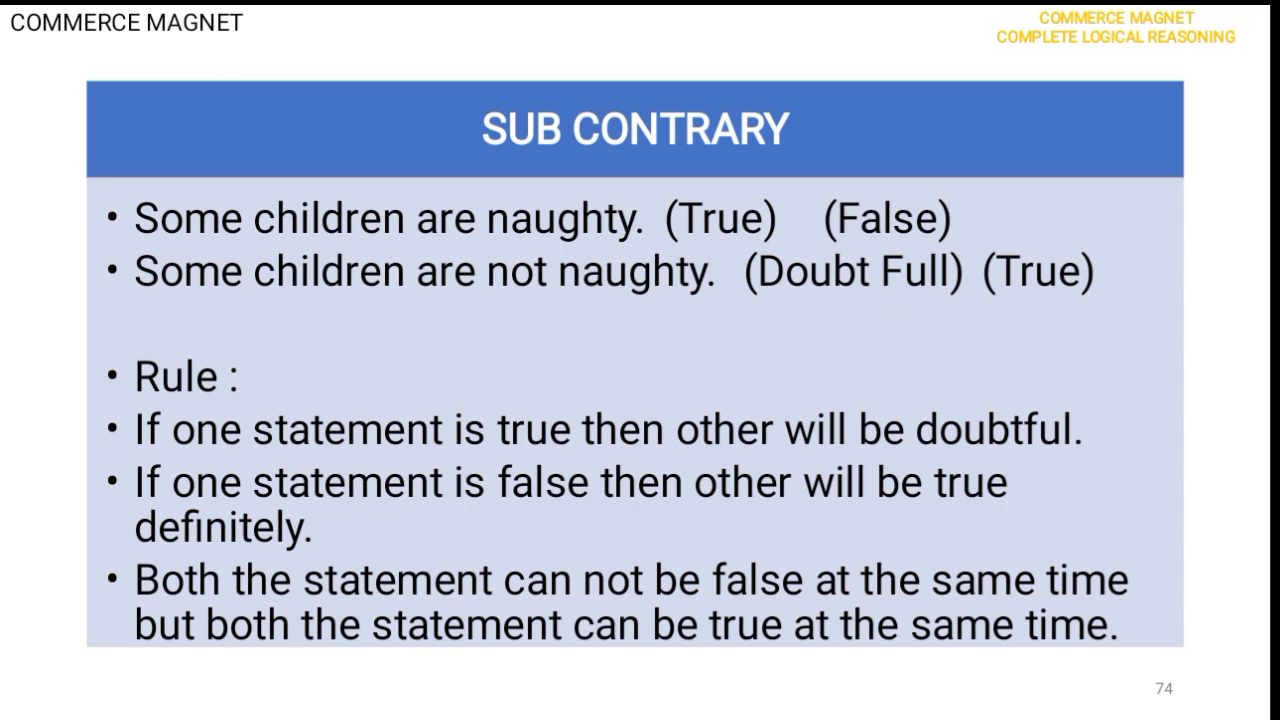 COMMERCE MAGNET
COMMERCE MAGNET
COMPLETE LOGICAL REASONING
SUB CONTRARY
• Some children are naughty. (True) (False)
• Some children are not naughty. (Doubt Full) (True)
• Rule :
• If one statement is true then other will be doubtful.
• If one statement is false then other will be true
definitely.
• Both the statement can not be false at the same time
but both the statement can be true at the same time.
74